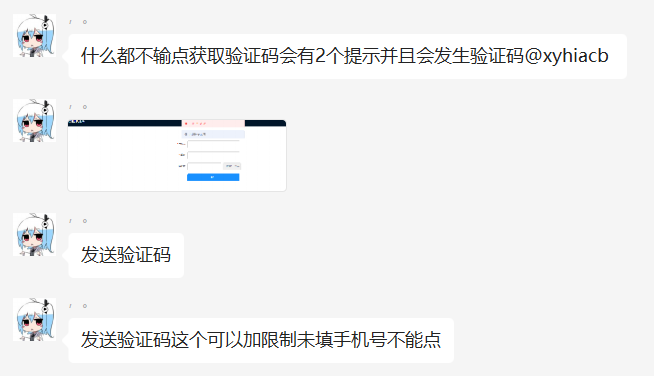 什么都不输点获取验证码会有2个提示并且会发生验证码@xyhiacb
发送验证码
发送验证码这个可以加限制未填手机号不能点